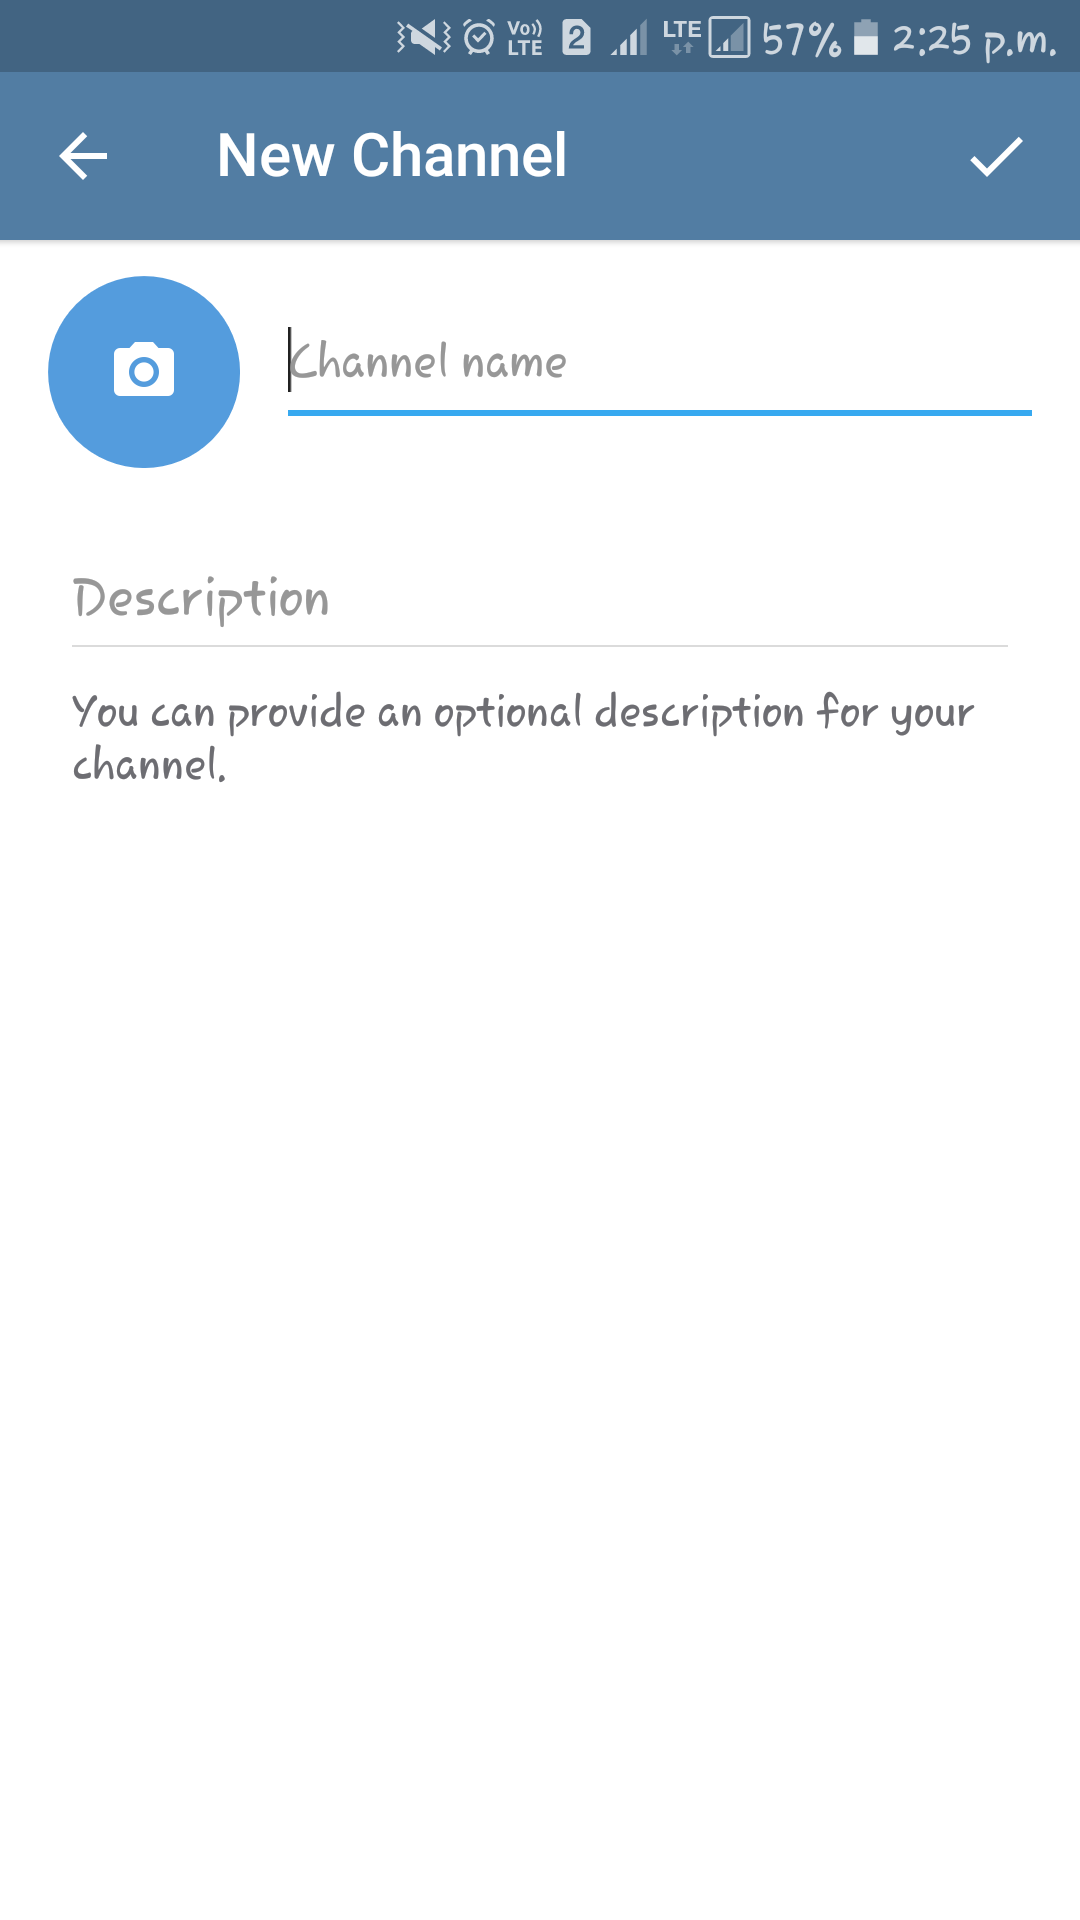 Vo)) LTE 2 LTE 57% 2:25 p.m.
New Channel
Channel name
Description
You can provide an optional description for your
channel.